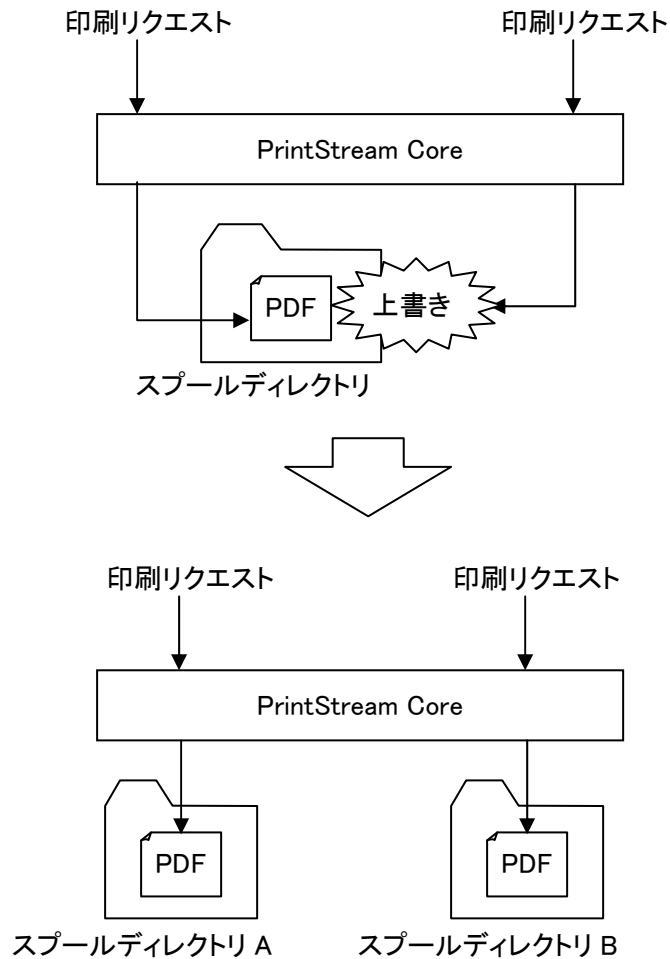 印刷リクエスト
印刷リクエスト
PrintStream Core
PDF
上書き
スプールディレクトリ
印刷リクエスト
印刷リクエスト
PrintStream Core
PDF
PDF
スプールディレクトリ A
スプールディレクトリ B